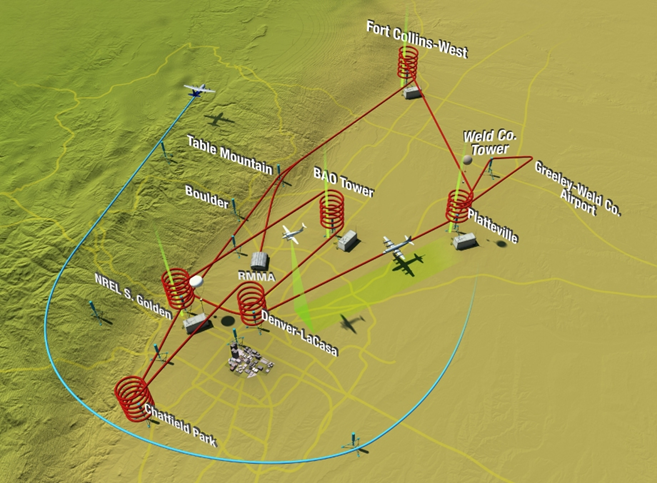 Fort Collins-West
Weld Co.
Tower
Table Mountain
BAO Tower
Greeley-Weld Co.
Airport
Boulder
Platteville
RMMA
NREL S. Golden
Denver-LaCasa
Chatfield Park